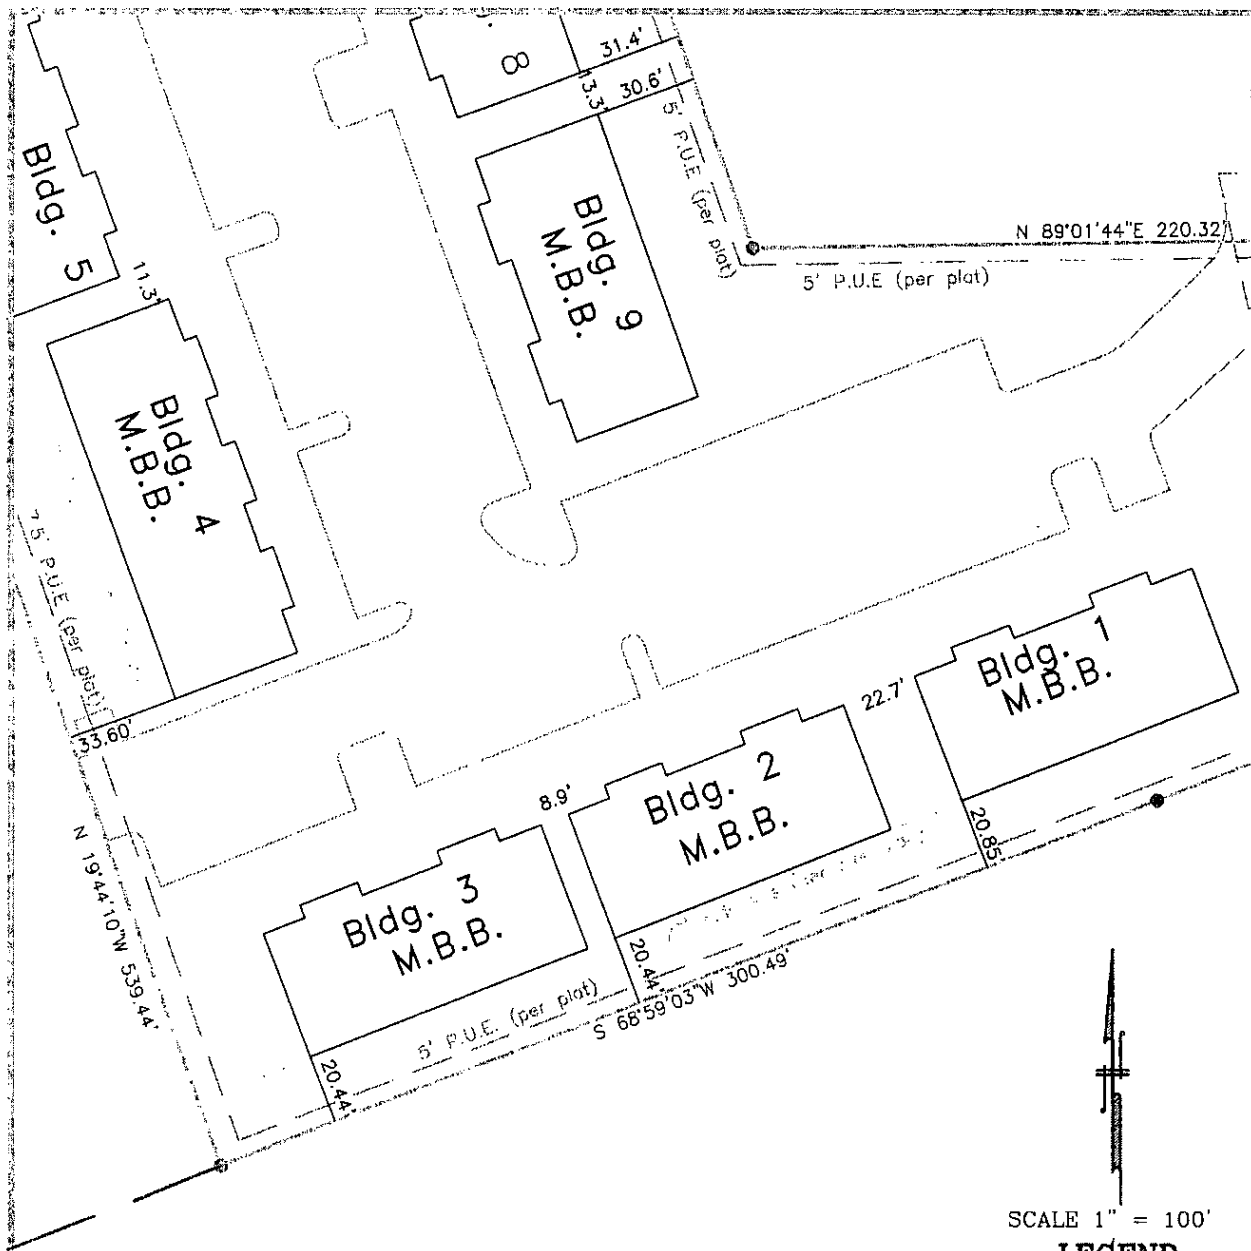 8
31.4'
13.3'
30.6'
5' P.U.E (per plat)
Bldg. 5
11.3'
Bldg. 9
M.B.B.
N 89°01'44"E 220.32'
5' P.U.E (per plat)
Bldg. 4
M.B.B.
7.5' P.U.E (per plat)
33.60'
N 19°44'10"W 539.44'
Bldg. 1
M.B.B.
22.7'
Bldg. 2
M.B.B.
8.9'
Bldg. 3
M.B.B.
20.85'
20.44'
20.44'
5' P.U.E. (per plat)
S 68°59'03"W 300.49'
SCALE 1" = 100'
LEGEND